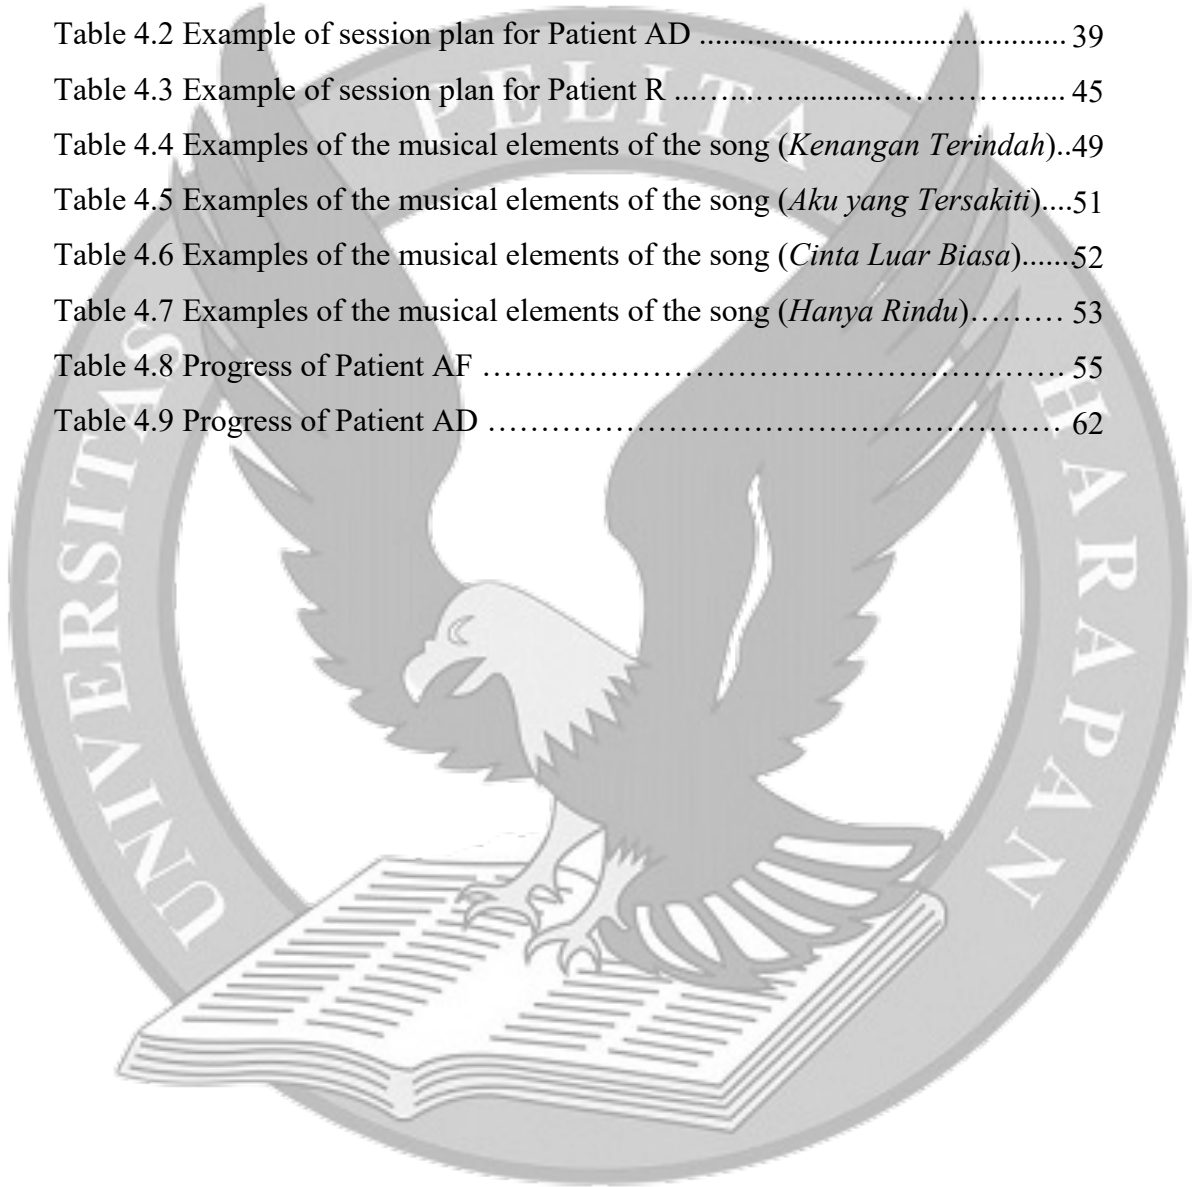 Table 4.2 Example of session plan for Patient AD ........................................... 39
Table 4.3 Example of session plan for Patient R .............................................. 45
Table 4.4 Examples of the musical elements of the song (Kenangan Terindah)..49
Table 4.5 Examples of the musical elements of the song (Aku yang Tersakiti)....51
Table 4.6 Examples of the musical elements of the song (Cinta Luar Biasa).......52
Table 4.7 Examples of the musical elements of the song (Hanya Rindu)……… 53
Table 4.8 Progress of Patient AF ………………………………………………………… 55
Table 4.9 Progress of Patient AD ……………………………………………………… 62
UNIVERSITAS PELITA HARAPAN